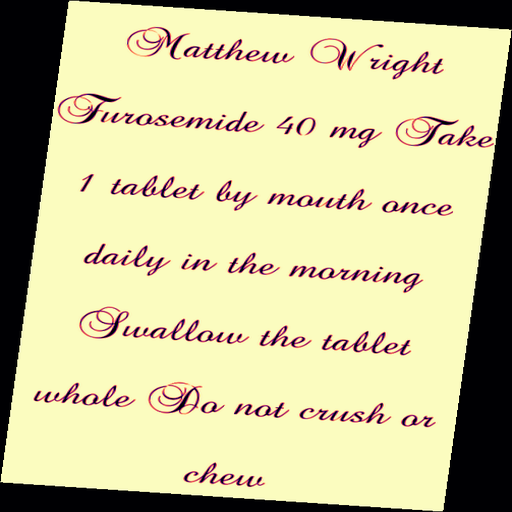 Matthew Wright
Furosemide 40 mg Take
1 tablet by mouth once
daily in the morning
Swallow the tablet
whole Do not crush or
chew